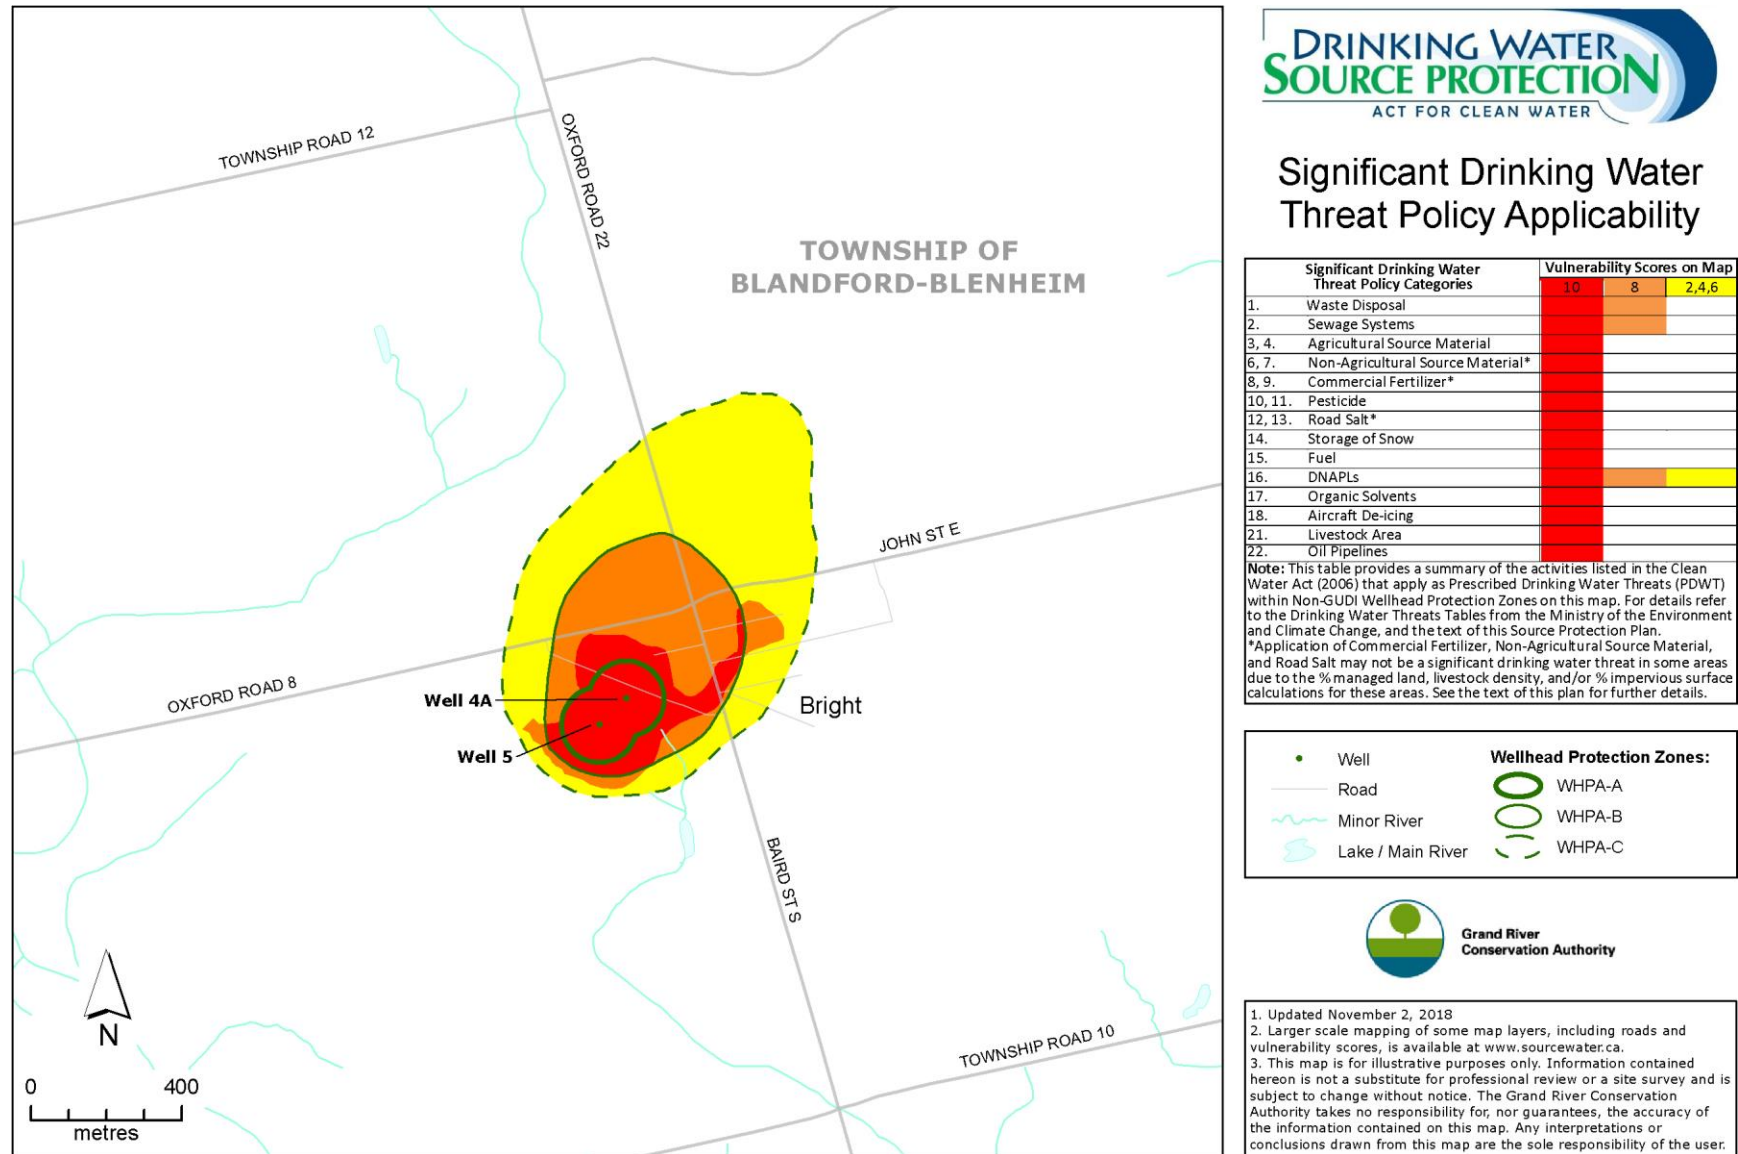 TOWNSHIP ROAD 12
OXFORD ROAD 22
TOWNSHIP OF
BLANDFORD-BLENHEIM
JOHN ST E
OXFORD ROAD 8
Well 4A
Well 5
Bright
BAIRD ST S
TOWNSHIP ROAD 10
N
0 400
metres
DRINKING WATER
SOURCE PROTECTION
ACT FOR CLEAN WATER
Significant Drinking Water
Threat Policy Applicability
Significant Drinking Water
Threat Policy Categories
Vulnerability Scores on Map
10 8 2,4,6
1. Waste Disposal
2. Sewage Systems
3, 4. Agricultural Source Material
6, 7. Non-Agricultural Source Material*
8, 9. Commercial Fertilizer*
10, 11. Pesticide
12, 13. Road Salt*
14. Storage of Snow
15. Fuel
16. DNAPLs
17. Organic Solvents
18. Aircraft De-icing
21. Livestock Area
22. Oil Pipelines
Note: This table provides a summary of the activities listed in the Clean
Water Act (2006) that apply as Prescribed Drinking Water Threats (PDWT)
within Non-GUDI Wellhead Protection Zones on this map. For details refer
to the Drinking Water Threats Tables from the Ministry of the Environment
and Climate Change, and the text of this Source Protection Plan.
*Application of Commercial Fertilizer, Non-Agricultural Source Material,
and Road Salt may not be a significant drinking water threat in some areas
due to the % managed land, livestock density, and/or % impervious surface
calculations for these areas. See the text of this plan for further details.
Well
Road
Minor River
Lake / Main River
Wellhead Protection Zones:
WHPA-A
WHPA-B
WHPA-C
Grand River
Conservation Authority
1. Updated November 2, 2018
2. Larger scale mapping of some map layers, including roads and
vulnerability scores, is available at www.sourcewater.ca.
3. This map is for illustrative purposes only. Information contained
hereon is not a substitute for professional review or a site survey and is
subject to change without notice. The Grand River Conservation
Authority takes no responsibility for, nor guarantees, the accuracy of
the information contained on this map. Any interpretations or
conclusions drawn from this map are the sole responsibility of the user.